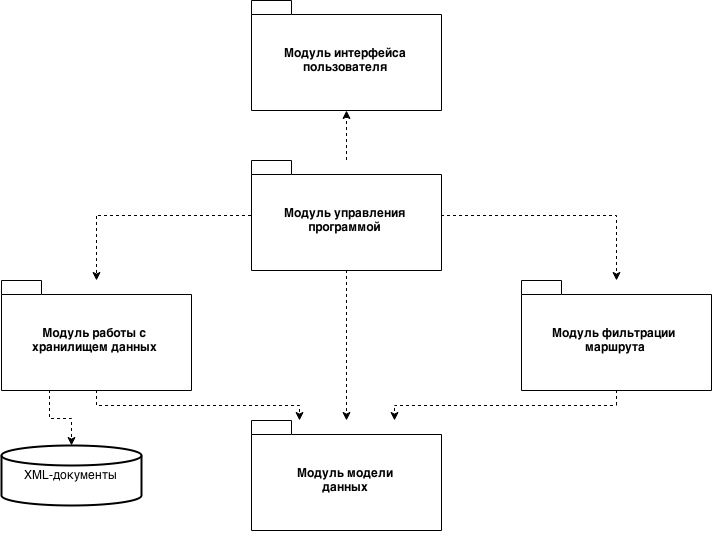 Модуль интерфейса
пользователя
Модуль управления
программой
Модуль работы с
хранилищем данных
Модуль фильтрации
маршрута
XML-документы
Модуль модели
данных